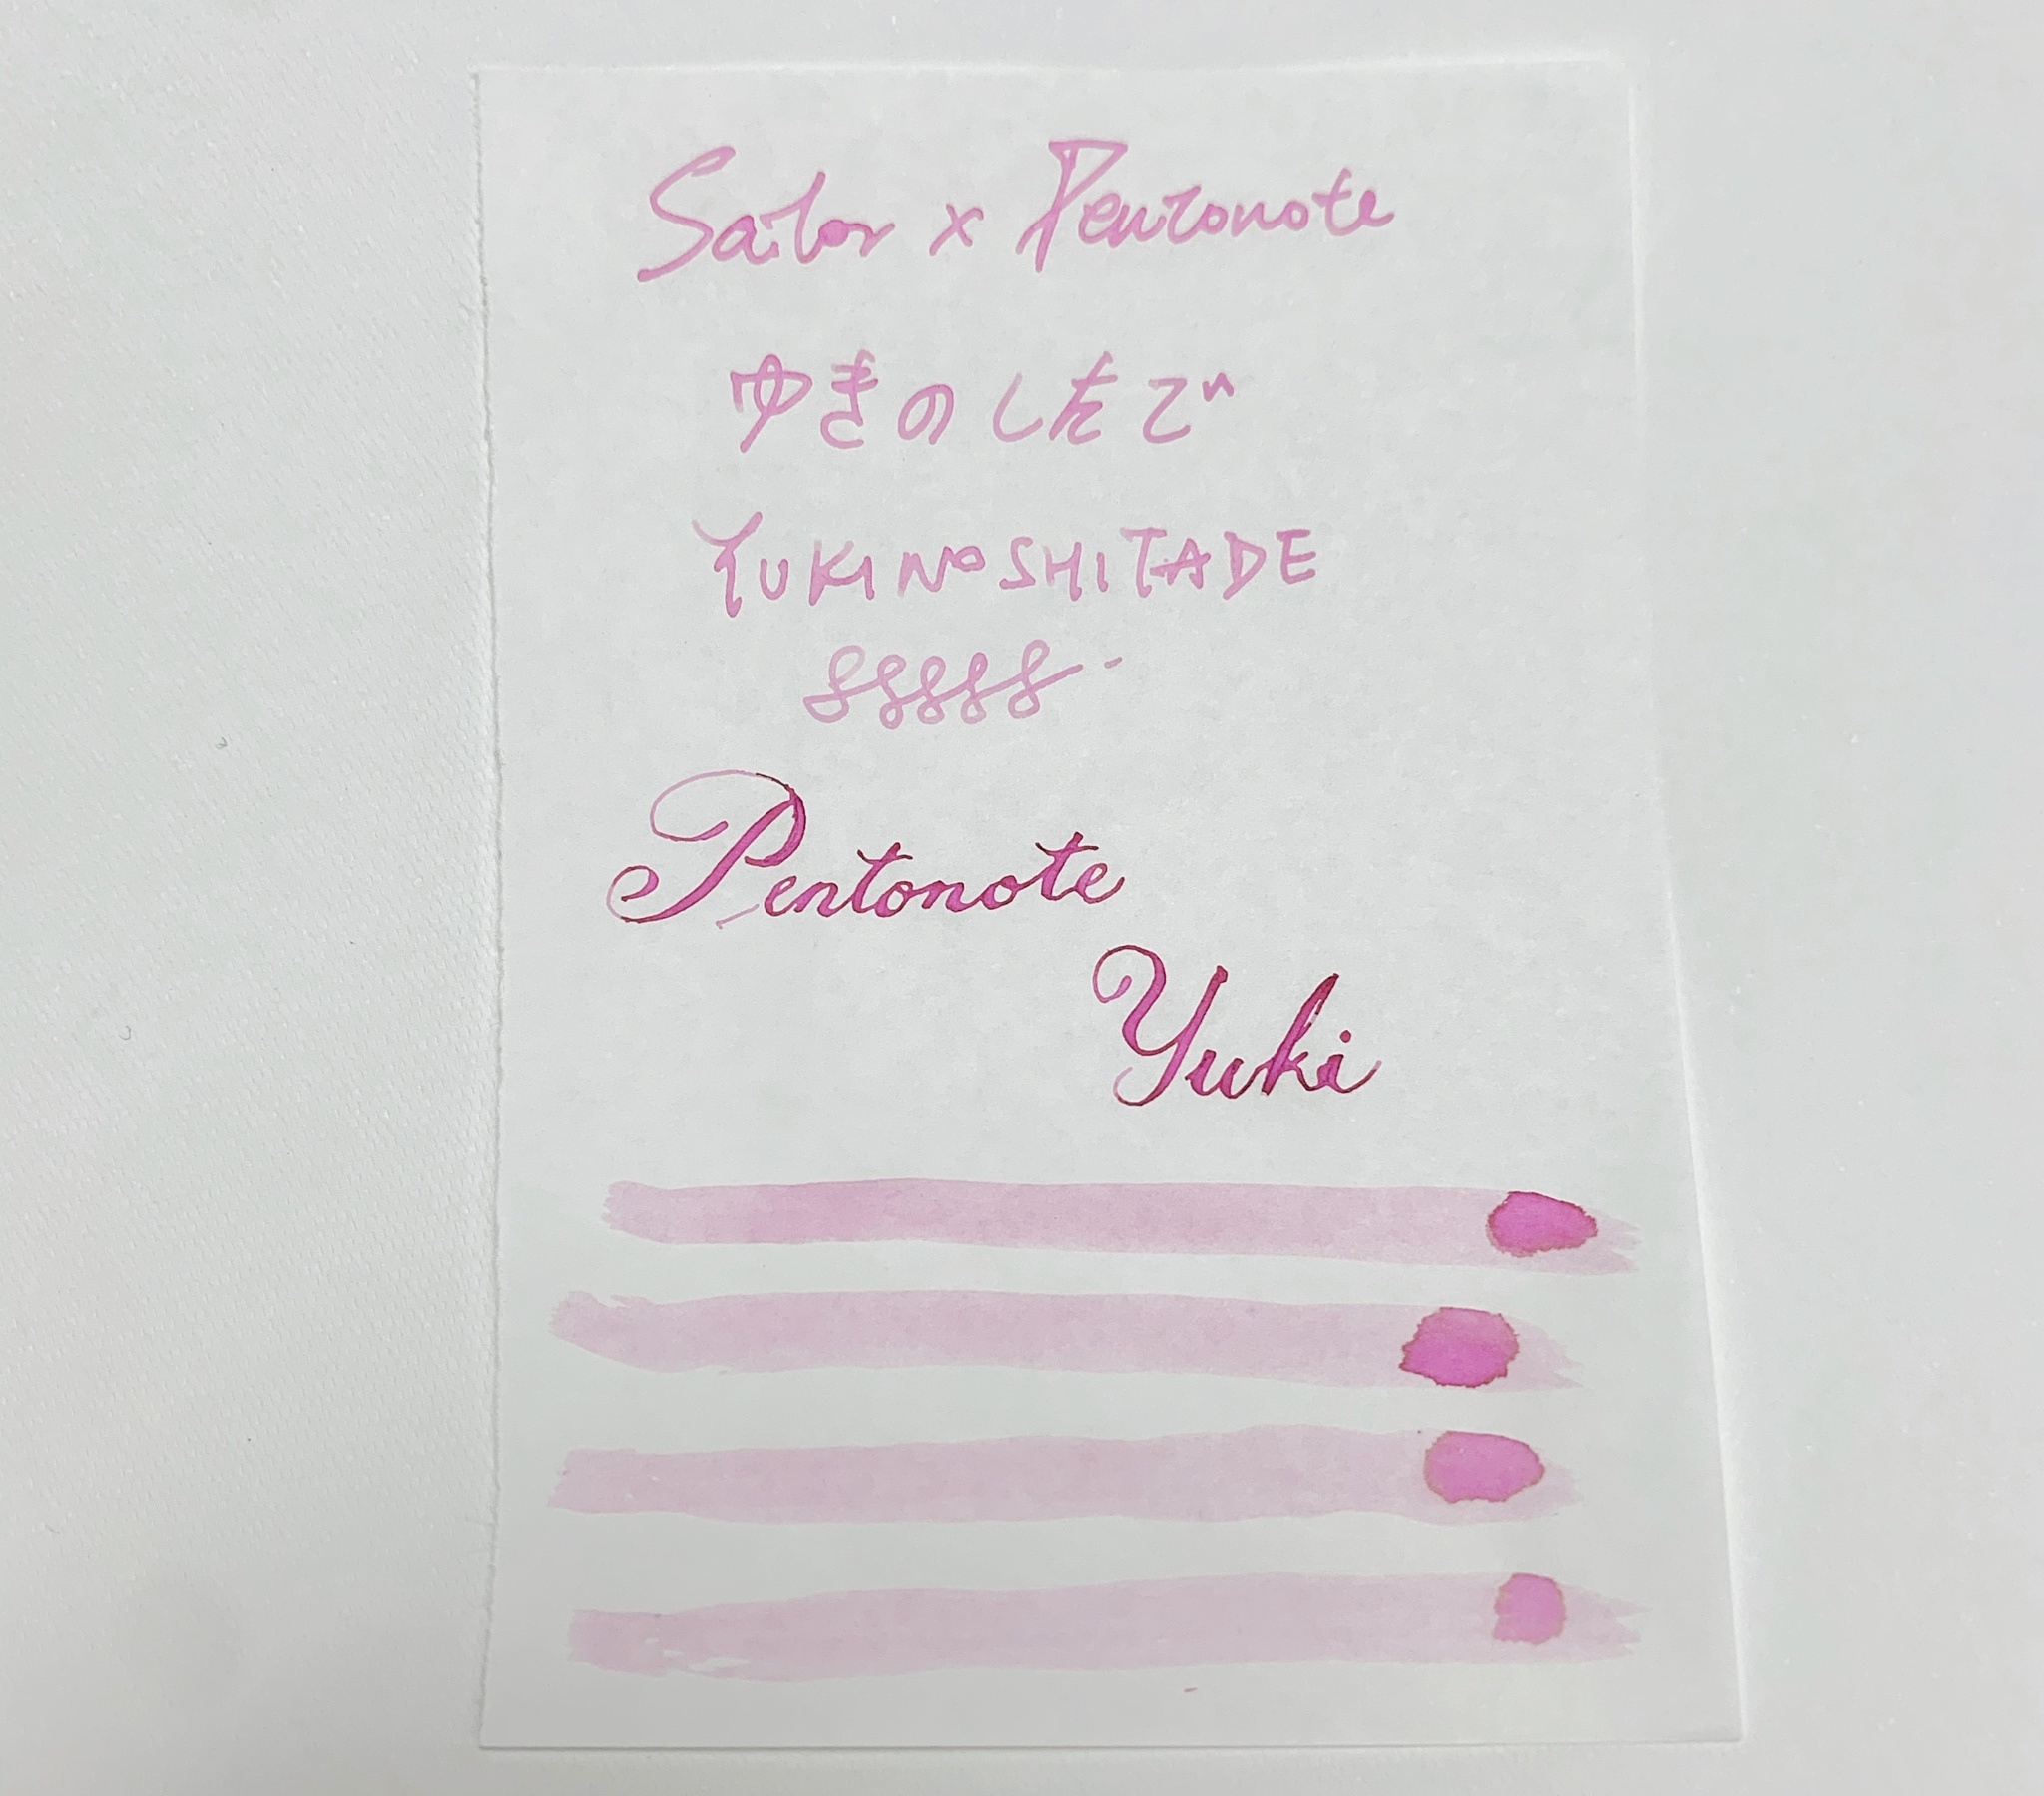 Sailor x Pentonote
ゆきのしたで
YUKINOSHITADE
Pentonote
Yuki